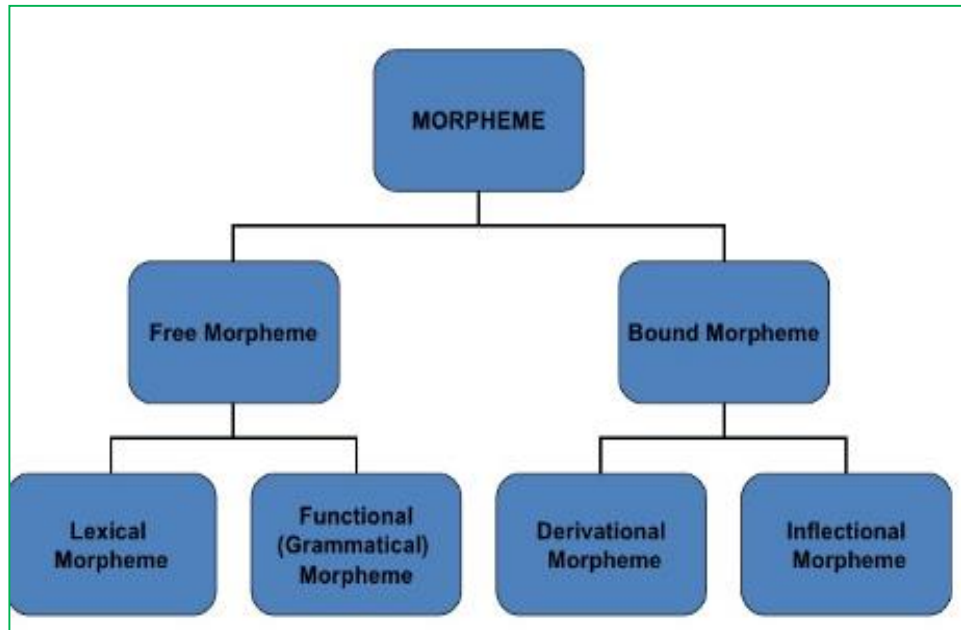 MORPHEME
Free Morpheme
Bound Morpheme
Lexical
Morpheme
Functional
(Grammatical)
Morpheme
Derivational
Morpheme
Inflectional
Morpheme